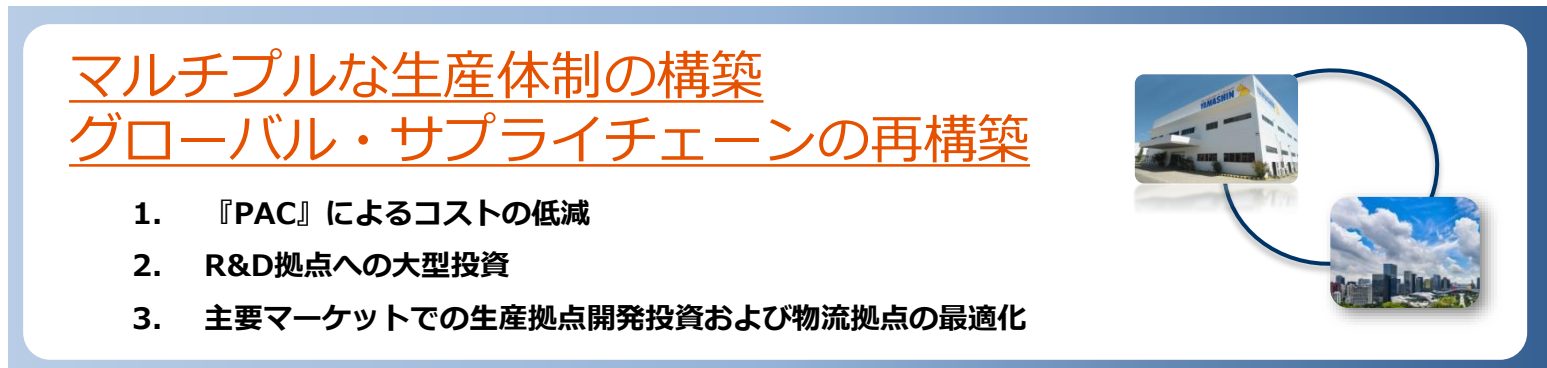 マルチプルな生産体制の構築
グローバル・サプライチェーンの再構築
1. 『PAC』によるコストの低減
2. R&D拠点への大型投資
3. 主要マーケットでの生産拠点開発投資および物流拠点の最適化
YAMASHIN